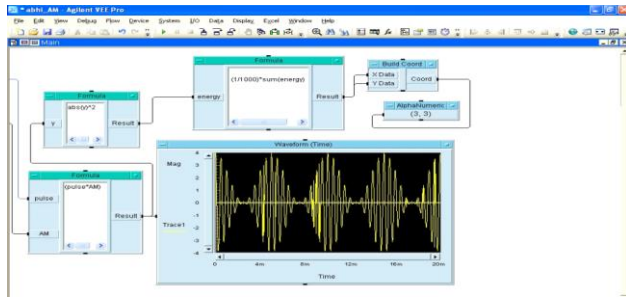 abhi_AM - Agilent VEE Pro
File Edit View Debug Flow Device System I/O Data Display Excel Window Help
Main
Formula
(1/1000)*sum(energy)
energy
Result
Build Coord
X Data
Y Data
Coord
AlphaNumeric
(3, 3)
Formula
abs(y)^2
y
Result
Formula
(pulse*AM)
pulse
AM
Result
Waveform (Time)
Mag
Trace1
4
3
2
1
0
-1
-2
-3
-4
0 4m 8m 12m 16m 20m
Time